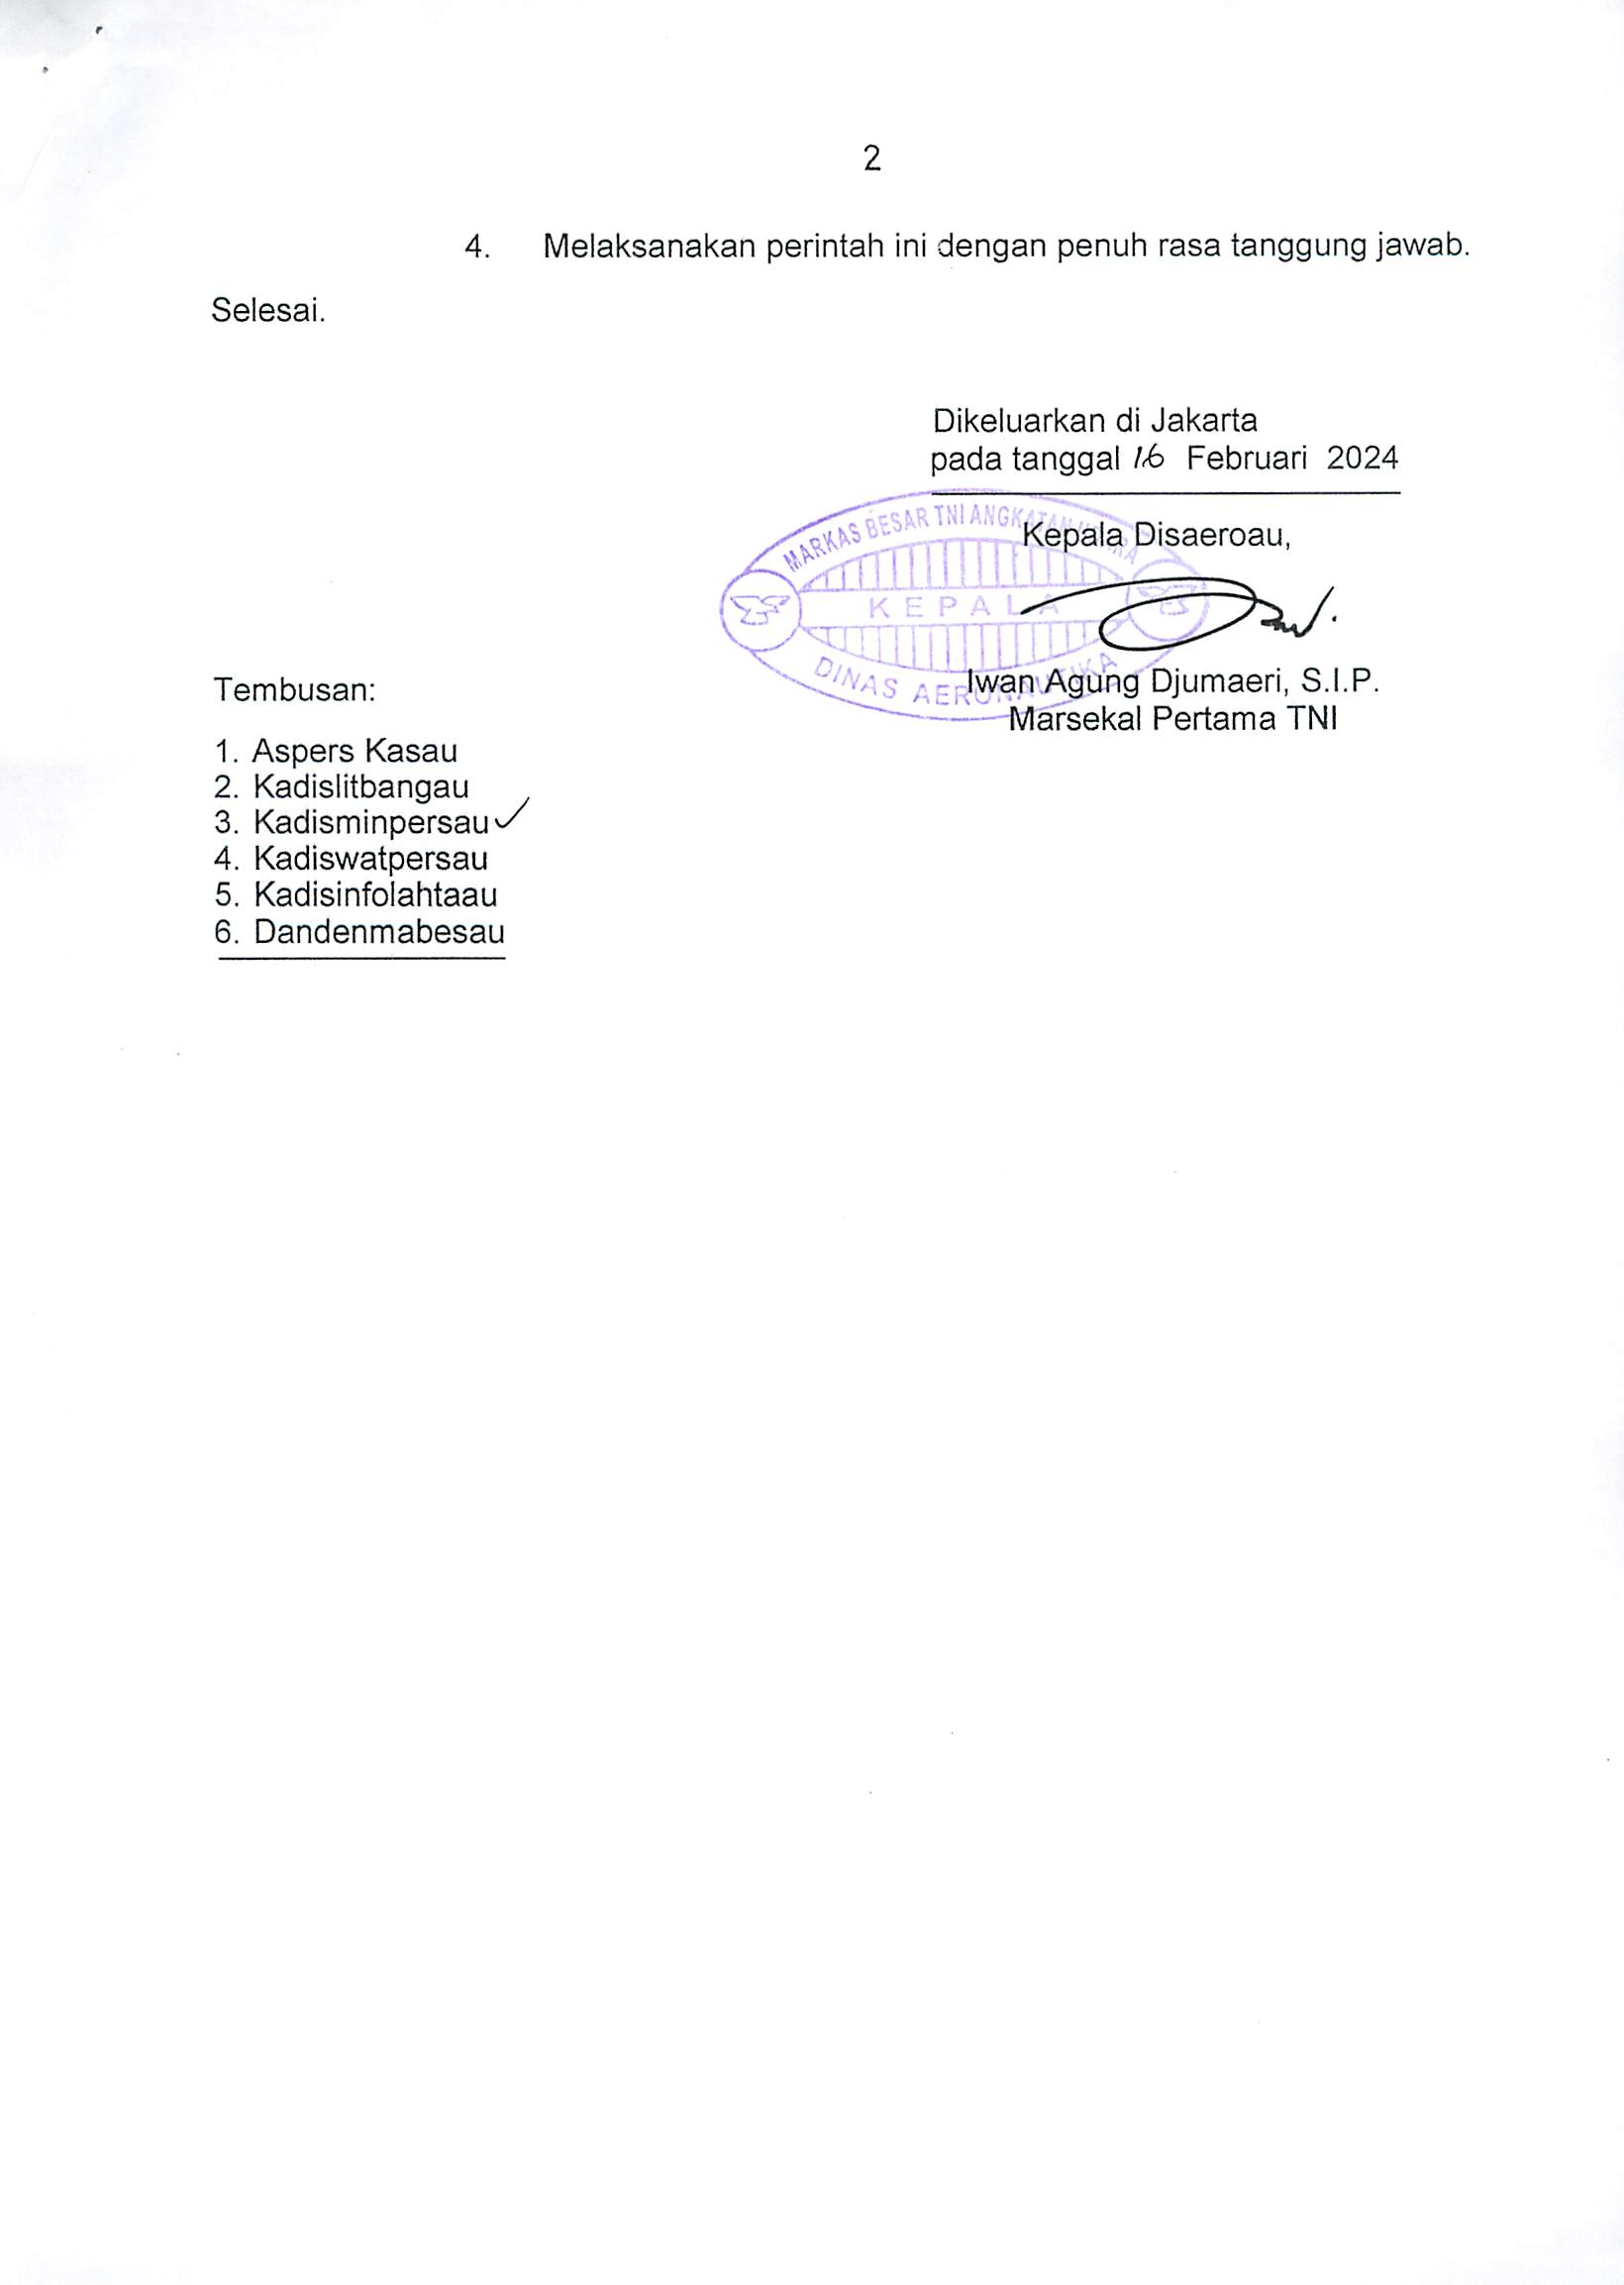 2
4. Melaksanakan perintah ini dengan penuh rasa tanggung jawab.
Selesai.
Dikeluarkan di Jakarta
pada tanggal 16 Februari 2024
MARKAS BESAR TNI ANGKATAN UDARA
KEPALA
DINAS AERONAUTIKA
Kepala Disaeroau,
Iwan Agung Djumaeri, S.I.P.
Marsekal Pertama TNI
Tembusan:
1. Aspers Kasau
2. Kadislitbangau
3. Kadisminpersau
4. Kadiswatpersau
5. Kadisinfolahtaau
6. Dandenmabesau